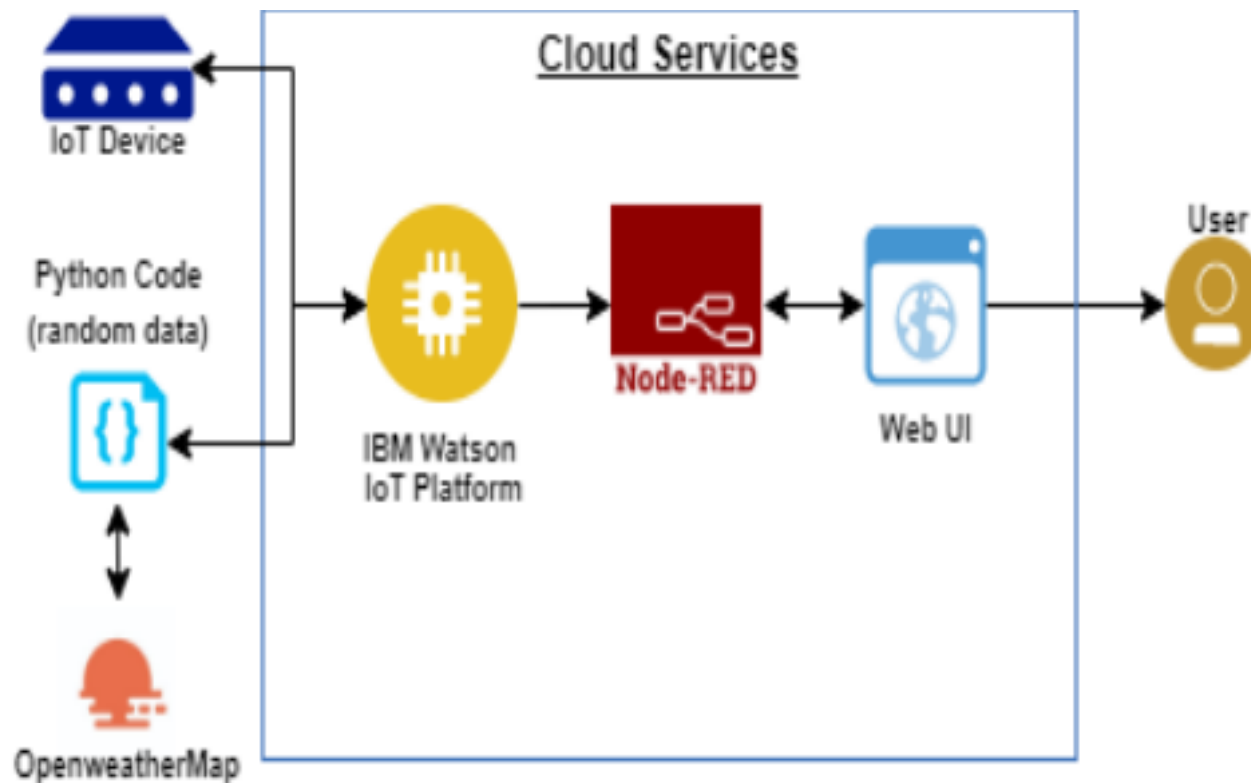 Cloud Services
IoT Device
User
Python Code
(random data)
{}
Node-RED
Web UI
IBM Watson
IoT Platform
OpenweatherMap